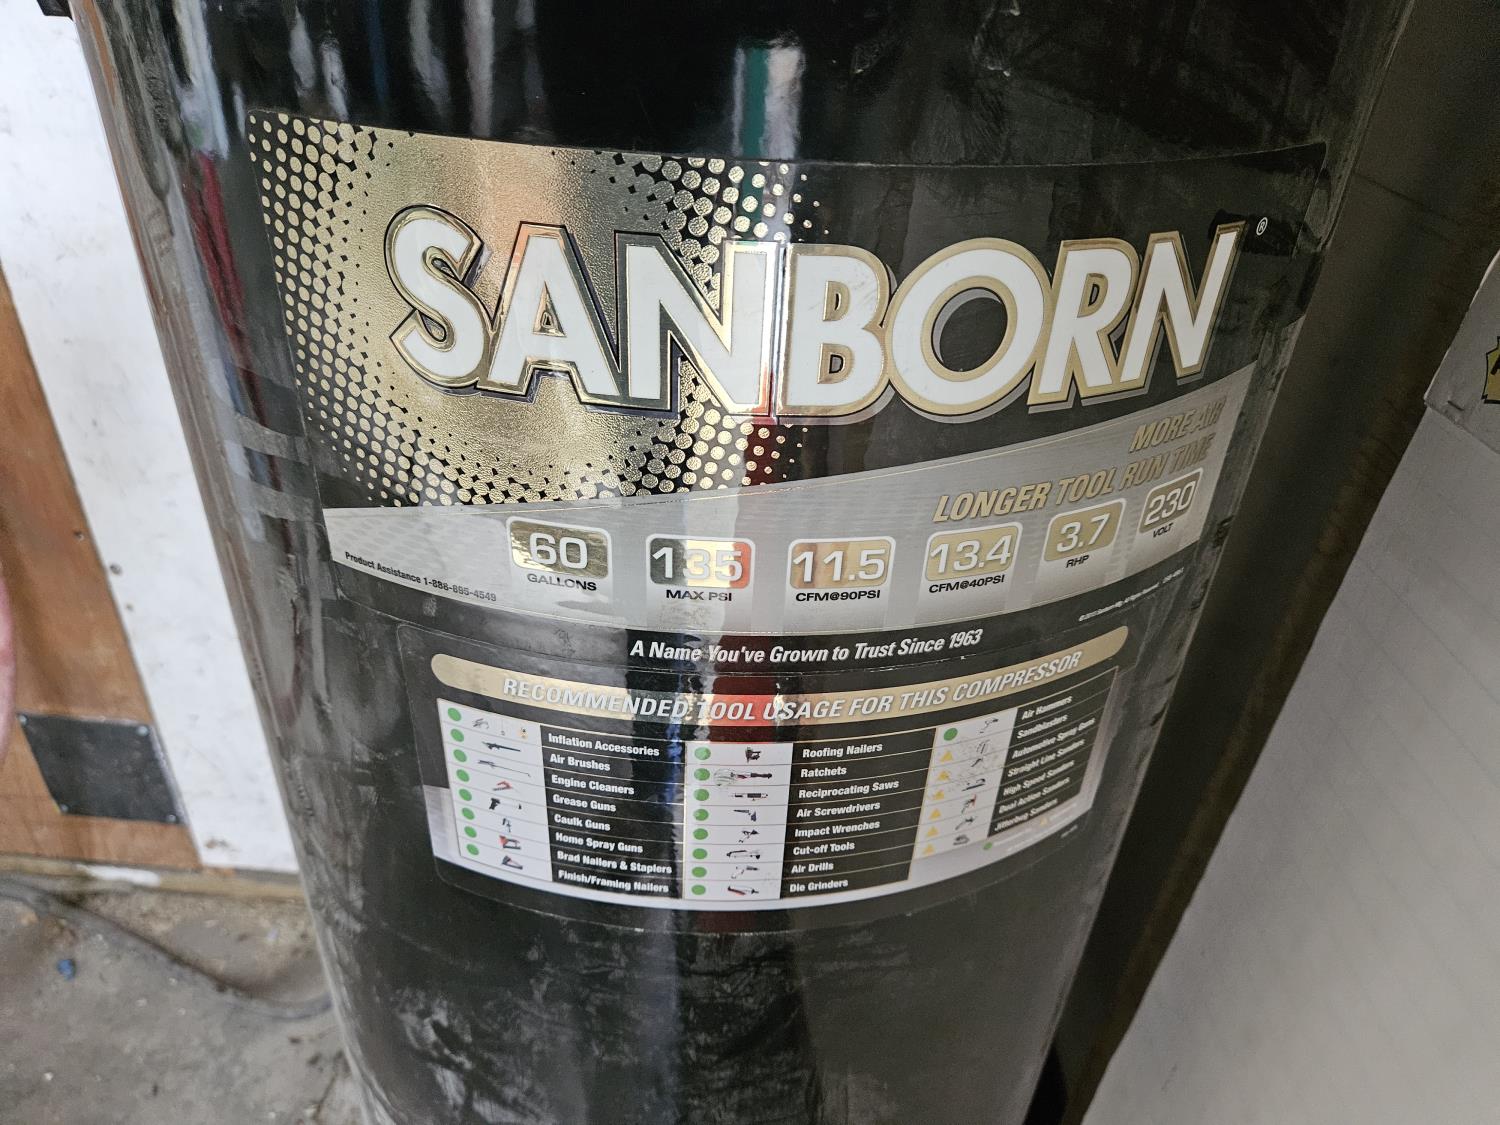 SANBORN®
MORE AIR
LONGER TOOL RUN TIME
60
GALLONS
135
MAX PSI
11.5
CFM@90PSI
13.4
CFM@40PSI
3.7
RHP
230
VOLT
Product Assistance 1-886-895-4549
A Name You've Grown to Trust Since 1963
RECOMMENDED TOOL USAGE FOR THIS COMPRESSOR
Inflation Accessories
Air Brushes
Engine Cleaners
Grease Guns
Caulk Guns
Home Spray Guns
Brad Nailers & Staplers
Finish/Framing Nailers
Roofing Nailers
Ratchets
Reciprocating Saws
Air Screwdrivers
Impact Wrenches
Cut-off Tools
Air Drills
Die Grinders
Air Hammers
Sandblasters
Automotive Spray Guns
Straight Line Sanders
High Speed Sanders
Dual Action Sanders
Jitterbug Sanders